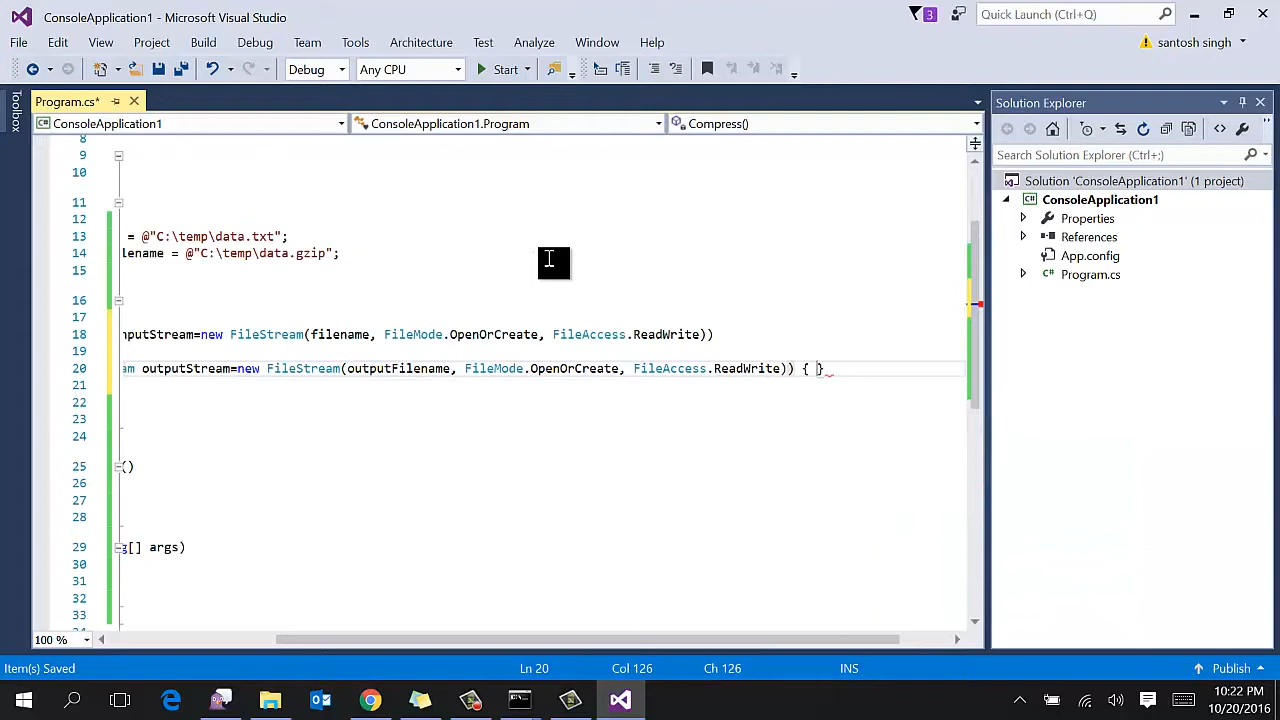 ConsoleApplication1 - Microsoft Visual Studio
3
Quick Launch (Ctrl+Q)
File Edit View Project Build Debug Team Tools Architecture Test Analyze Window Help
santosh singh
Debug Any CPU Start
Toolbox
Program.cs*
Solution Explorer
ConsoleApplication1 ConsoleApplication1.Program Compress()
Search Solution Explorer (Ctrl+;)
Solution 'ConsoleApplication1' (1 project)
ConsoleApplication1
Properties
References
App.config
Program.cs
8
9
10
11
12
13 = @"C:\temp\data.txt";
14 lename = @"C:\temp\data.gzip";
15
16
17
18 nputStream=new FileStream(filename, FileMode.OpenOrCreate, FileAccess.ReadWrite))
19
20 am outputStream=new FileStream(outputFilename, FileMode.OpenOrCreate, FileAccess.ReadWrite)) { }
21
22
23
24
25 ()
26
27
28
29 g[] args)
30
31
32
33
100 %
Item(s) Saved Ln 20 Col 126 Ch 126 INS Publish
10:22 PM
10/20/2016